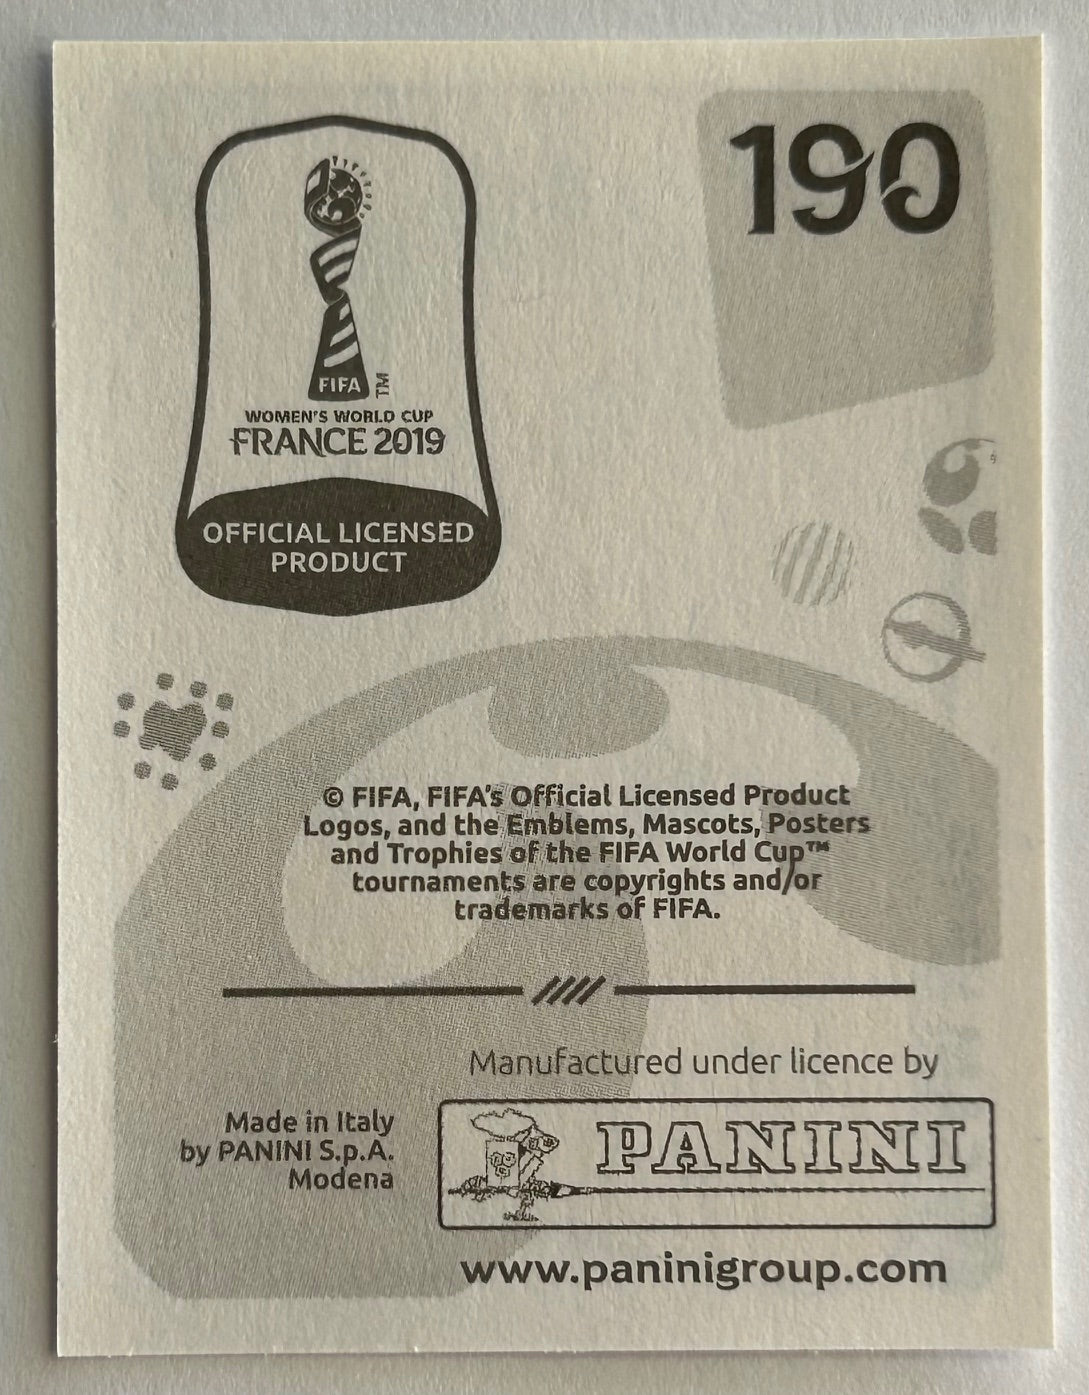 190
FIFA
TM
WOMEN'S WORLD CUP
FRANCE 2019
OFFICIAL LICENSED
PRODUCT
© FIFA, FIFA's Official Licensed Product
Logos, and the Emblems, Mascots, Posters
and Trophies of the FIFA World Cup™
tournaments are copyrights and/or
trademarks of FIFA.
Manufactured under licence by
Made in Italy
by PANINI S.p.A.
Modena
PANINI
www.paninigroup.com